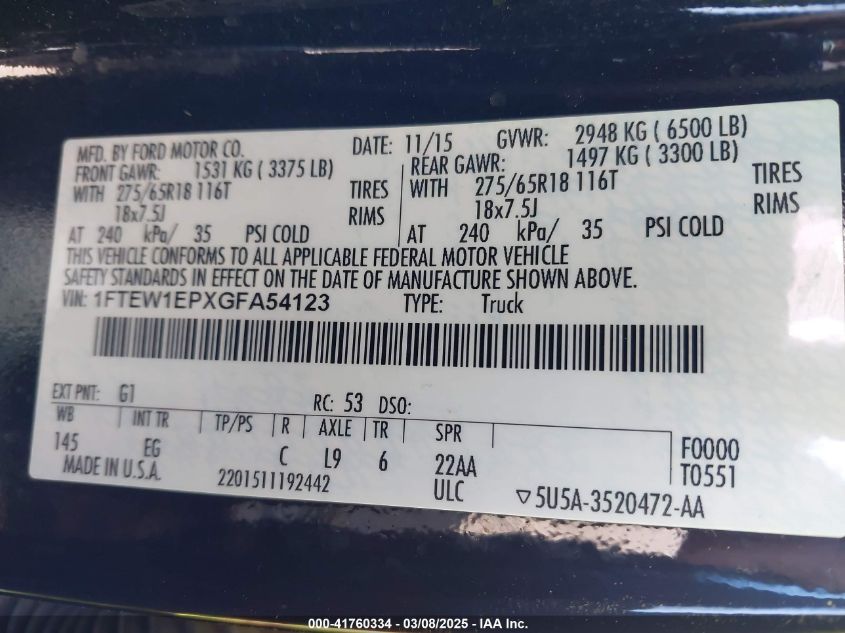 MFD. BY FORD MOTOR CO. DATE: 11/15 GVWR: 2948 KG ( 6500 LB)
FRONT GAWR: 1531 KG ( 3375 LB) REAR GAWR: 1497 KG ( 3300 LB)
WITH 275/65R18 116T TIRES WITH 275/65R18 116T TIRES
18x7.5J RIMS 18x7.5J RIMS
AT 240 kPa/ 35 PSI COLD AT 240 kPa/ 35 PSI COLD
THIS VEHICLE CONFORMS TO ALL APPLICABLE FEDERAL MOTOR VEHICLE
SAFETY STANDARDS IN EFFECT ON THE DATE OF MANUFACTURE SHOWN ABOVE.
VIN: 1FTEW1EPXGFA54123 TYPE: Truck
EXT PNT: G1 RC: 53 DSO:
WB INT TR TP/PS R AXLE TR SPR
145 EG C L9 6 22AA F0000
MADE IN U.S.A. 2201511192442 ULC T0551
▽5U5A-3520472-AA
000-41760334 - 03/08/2025 - IAA Inc.